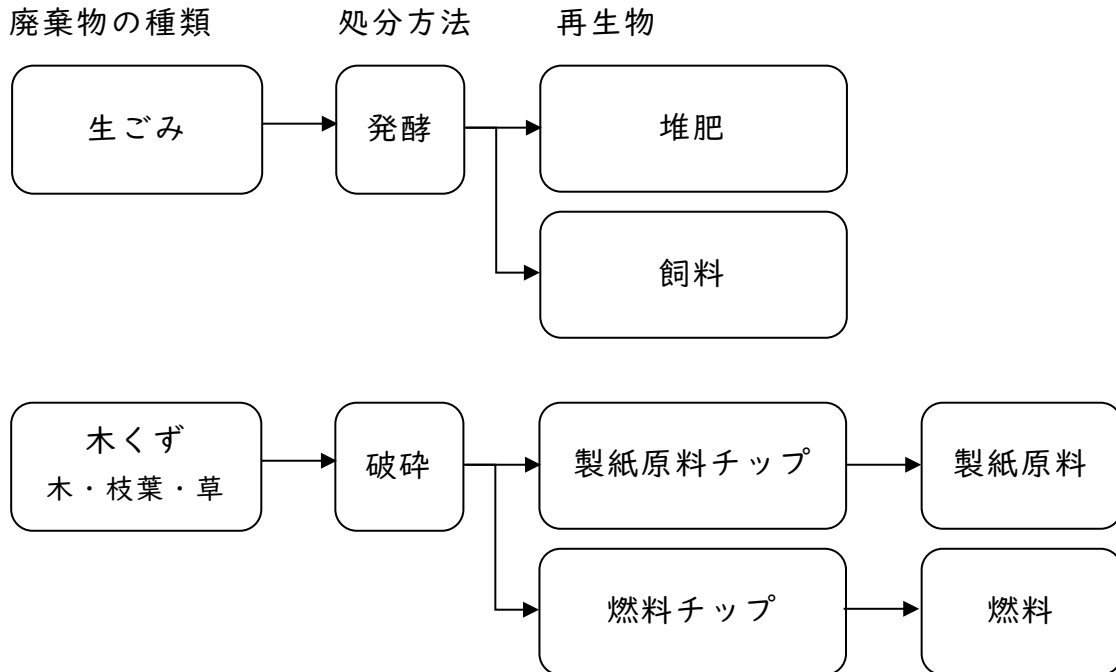 廃棄物の種類 処分方法 再生物
生ごみ 発酵 堆肥
飼料
木くず
木・枝葉・草
破砕 製紙原料チップ 製紙原料
燃料チップ 燃料